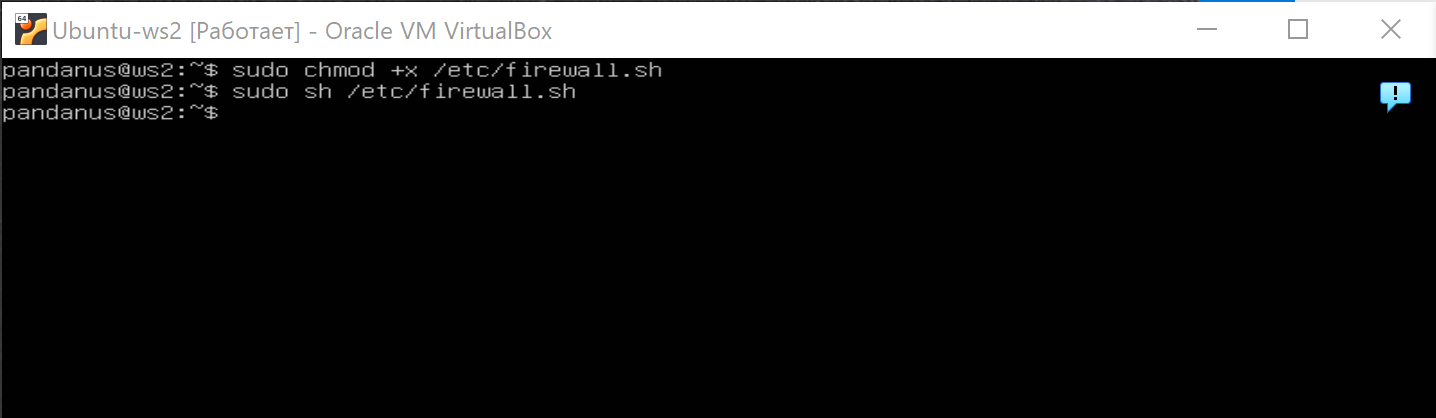 64
Ubuntu-ws2 [Работает] - Oracle VM VirtualBox
pandanus@ws2:~$ sudo chmod +x /etc/firewall.sh
pandanus@ws2:~$ sudo sh /etc/firewall.sh
pandanus@ws2:~$